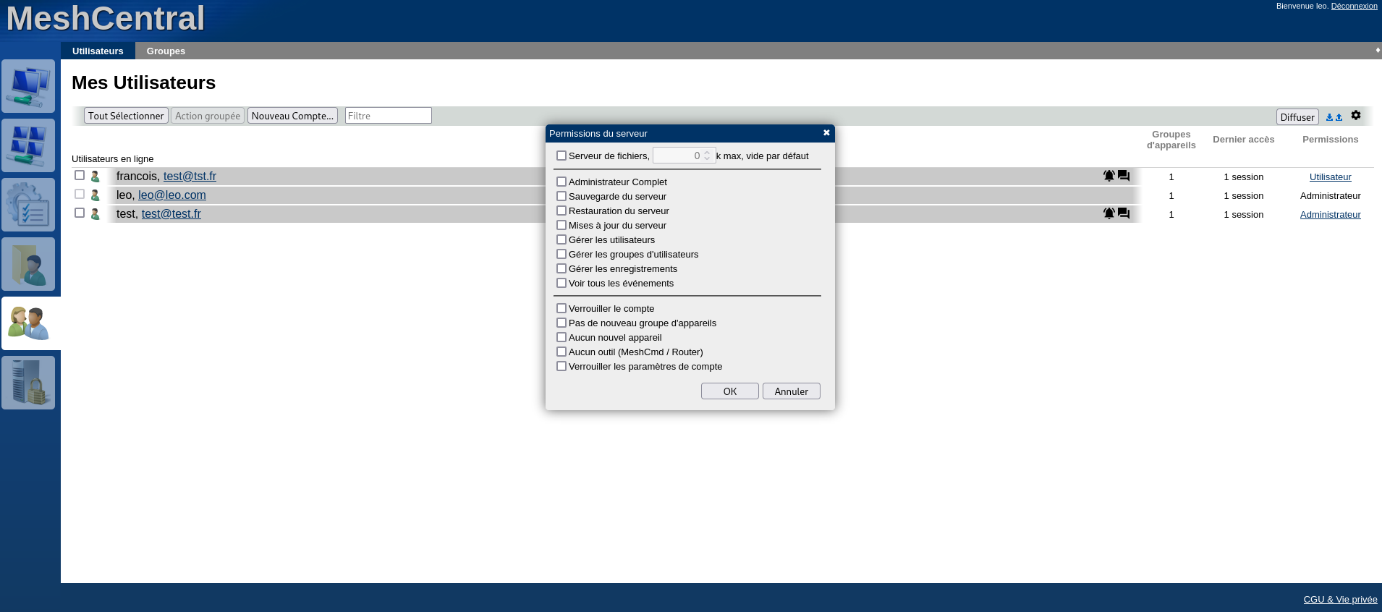 MeshCentral
Bienvenue leo. Déconnexion
Utilisateurs Groupes
Mes Utilisateurs
Tout Sélectionner Action groupée Nouveau Compte... Filtre Diffuser
Groupes d'appareils Dernier accès Permissions
Utilisateurs en ligne
francois, test@tst.fr 1 1 session Utilisateur
leo, leo@leo.com 1 1 session Administrateur
test, test@test.fr 1 1 session Administrateur
Permissions du serveur
Serveur de fichiers, 0 k max, vide par défaut
Administrateur Complet
Sauvegarde du serveur
Restauration du serveur
Mises à jour du serveur
Gérer les utilisateurs
Gérer les groupes d'utilisateurs
Gérer les enregistrements
Voir tous les événements
Verrouiller le compte
Pas de nouveau groupe d'appareils
Aucun nouvel appareil
Aucun outil (MeshCmd / Router)
Verrouiller les paramètres de compte
OK Annuler
CGU & Vie privée